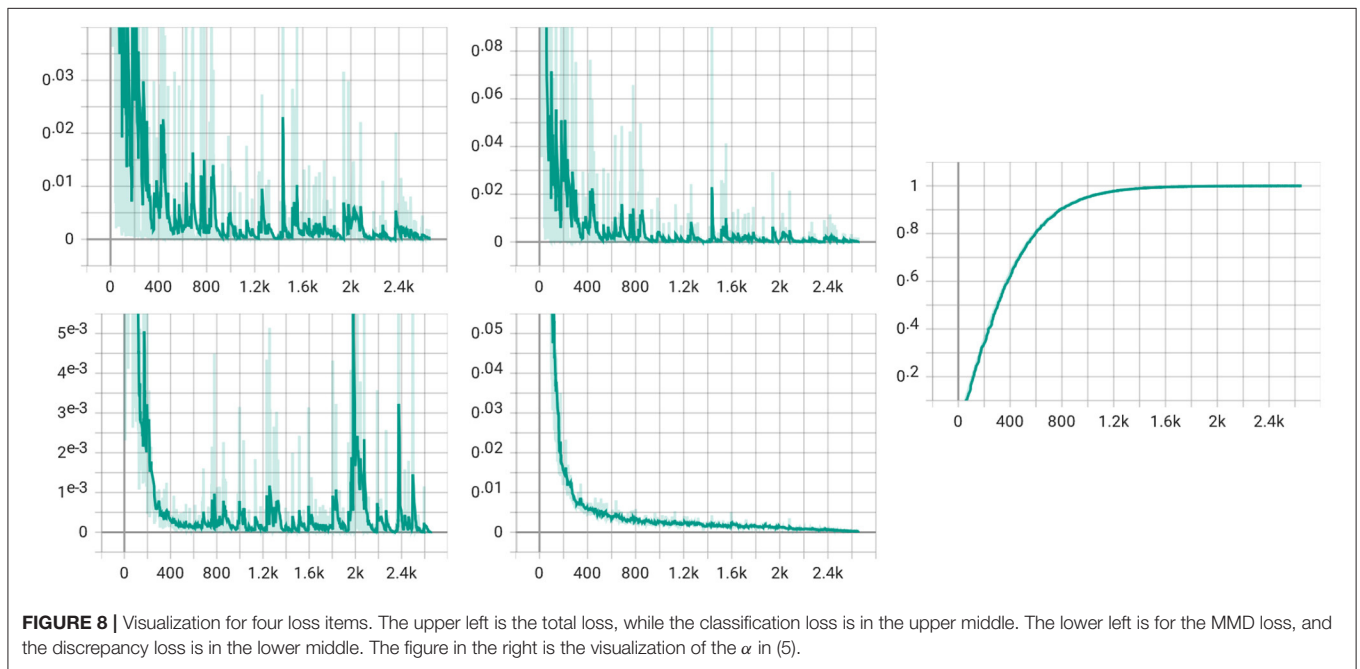 0.03
0.02
0.01
0
0 400 800 1.2k 1.6k 2k 2.4k
0.08
0.06
0.04
0.02
0
0 400 800 1.2k 1.6k 2k 2.4k
5e-3
4e-3
3e-3
2e-3
1e-3
0
0 400 800 1.2k 1.6k 2k 2.4k
0.05
0.04
0.03
0.02
0.01
0
0 400 800 1.2k 1.6k 2k 2.4k
1
0.8
0.6
0.4
0.2
0 400 800 1.2k 1.6k 2k 2.4k
FIGURE 8 | Visualization for four loss items. The upper left is the total loss, while the classification loss is in the upper middle. The lower left is for the MMD loss, and
the discrepancy loss is in the lower middle. The figure in the right is the visualization of the α in (5).